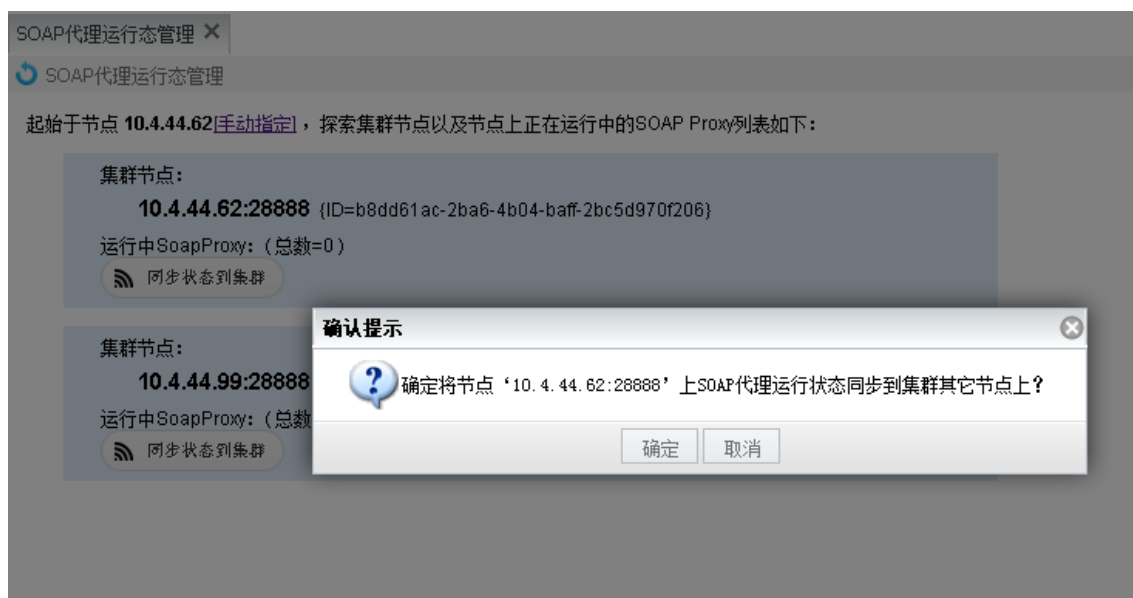 SOAP代理运行态管理
SOAP代理运行态管理
起始于节点 10.4.44.62[手动指定] ，探索集群节点以及节点上正在运行中的SOAP Proxy列表如下：
集群节点：
10.4.44.62:28888 {ID=b8dd61ac-2ba6-4b04-baff-2bc5d970f206}
运行中SoapProxy:（总数=0）
同步状态到集群
集群节点：
10.4.44.99:28888
运行中SoapProxy:（总数
同步状态到集群
确认提示
确定将节点‘10.4.44.62:28888’上SOAP代理运行状态同步到集群其它节点上？
确定 取消